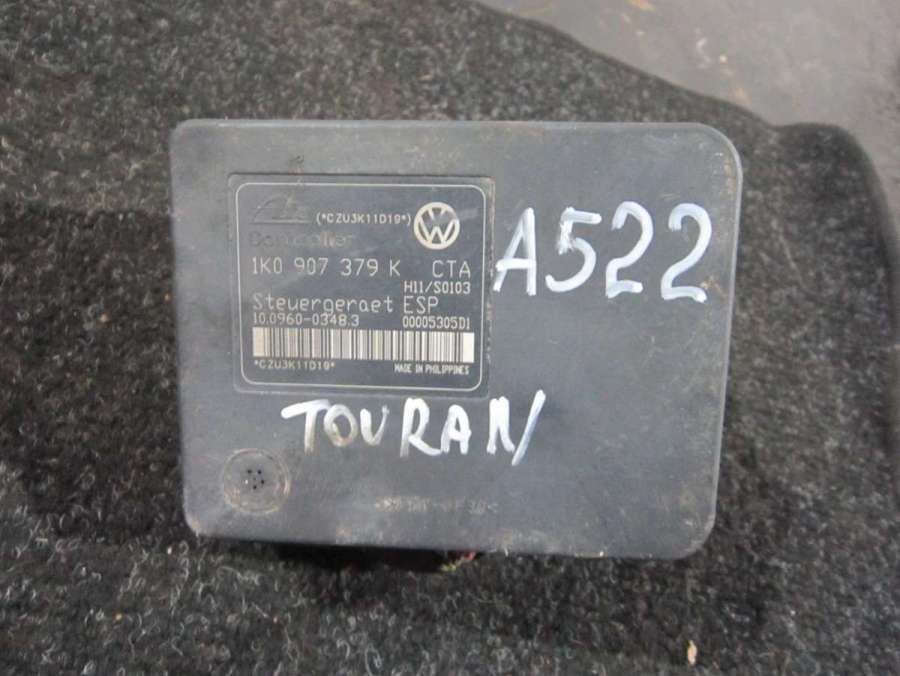 (*CZU3K11D19*)
1K0 907 379 K CTA
H11/S0103
Steuergeraet ESP
10.0960-0348.3 00005305D1
*CZU3K11D19* MADE IN PHILIPPINES
A522
TOURAN